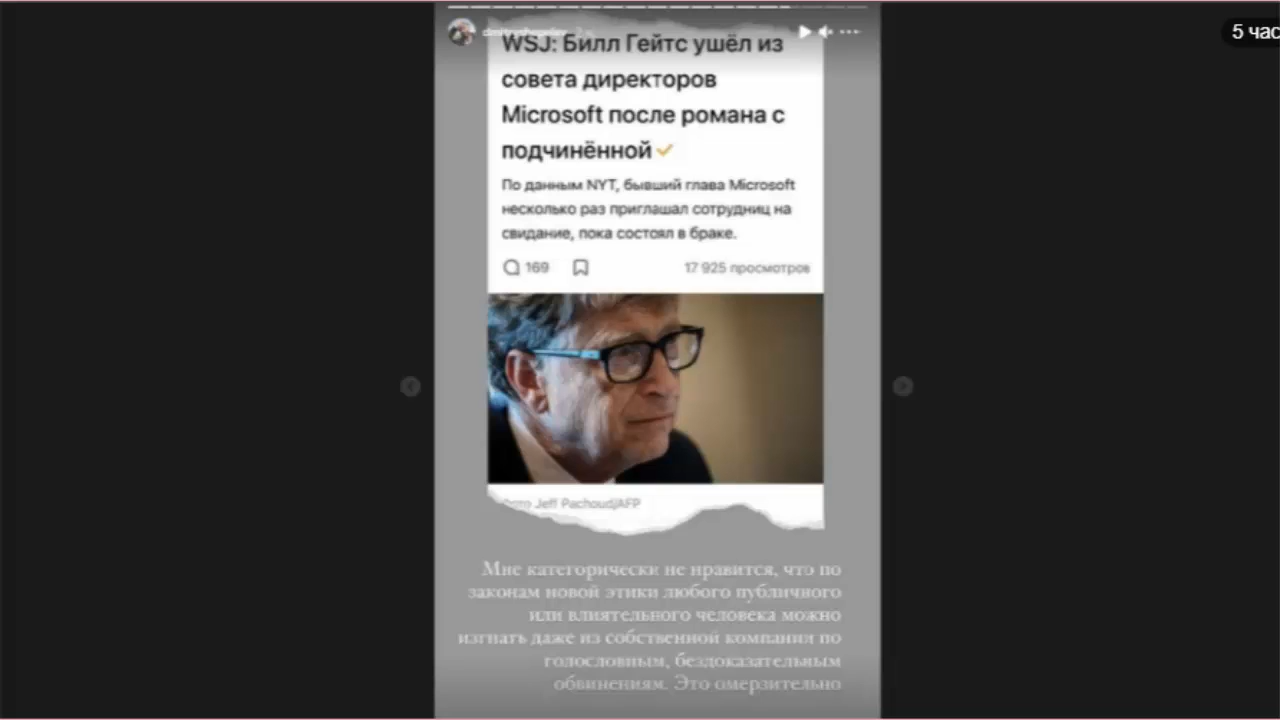 5 час
WSJ: Билл Гейтс ушёл из
совета директоров
Microsoft после романа с
подчинённой
По данным NYT, бывший глава Microsoft
несколько раз приглашал сотрудниц на
свидание, пока состоял в браке.
169
17 925 просмотров
Фото Jeff Pachoud/AFP
Мне категорически не нравится, что по
законам новой этики любого публичного
или влиятельного человека можно
изгнать даже из собственной компании по
голословным, бездоказательным
обвинениям. Это омерзительно